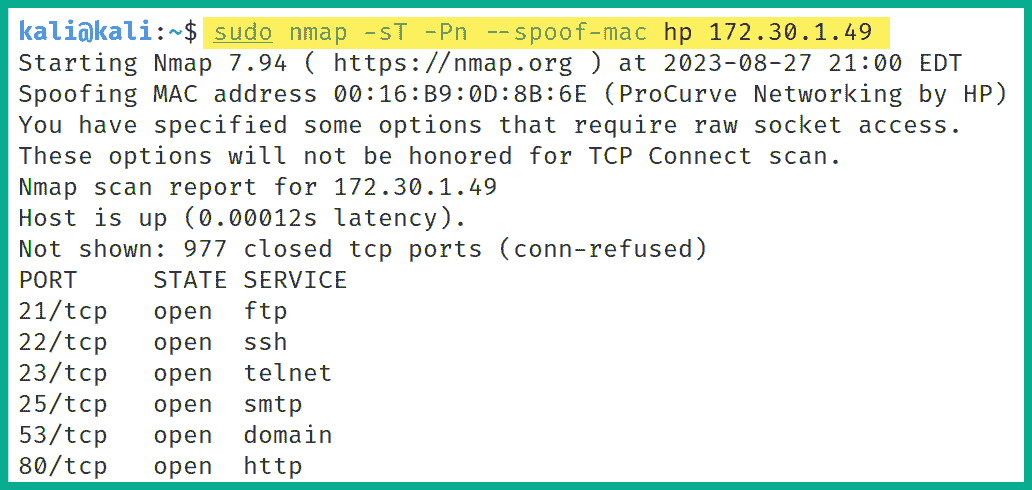 kali@kali:~$ sudo nmap -sT -Pn --spoof-mac hp 172.30.1.49
Starting Nmap 7.94 ( https://nmap.org ) at 2023-08-27 21:00 EDT
Spoofing MAC address 00:16:B9:0D:8B:6E (ProCurve Networking by HP)
You have specified some options that require raw socket access.
These options will not be honored for TCP Connect scan.
Nmap scan report for 172.30.1.49
Host is up (0.00012s latency).
Not shown: 977 closed tcp ports (conn-refused)
PORT     STATE SERVICE
21/tcp   open  ftp
22/tcp   open  ssh
23/tcp   open  telnet
25/tcp   open  smtp
53/tcp   open  domain
80/tcp   open  http